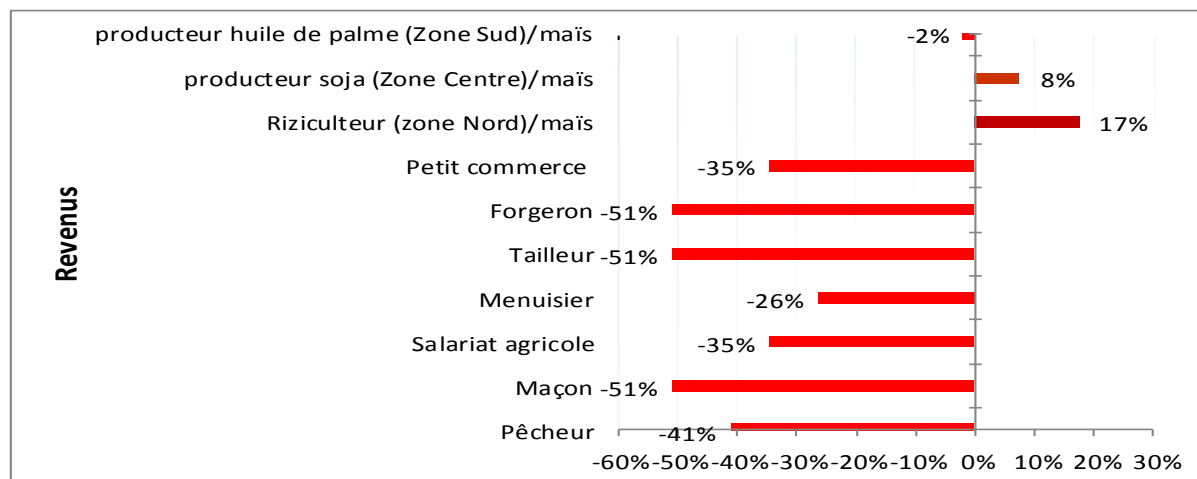 producteur huile de palme (Zone Sud)/maïs -2%
producteur soja (Zone Centre)/maïs 8%
Riziculteur (zone Nord)/maïs 17%
Petit commerce -35%
Forgeron -51%
Tailleur -51%
Menuisier -26%
Salariat agricole -35%
Maçon -51%
Pêcheur -41%
Revenus
-60% -50% -40% -30% -20% -10% 0% 10% 20% 30%